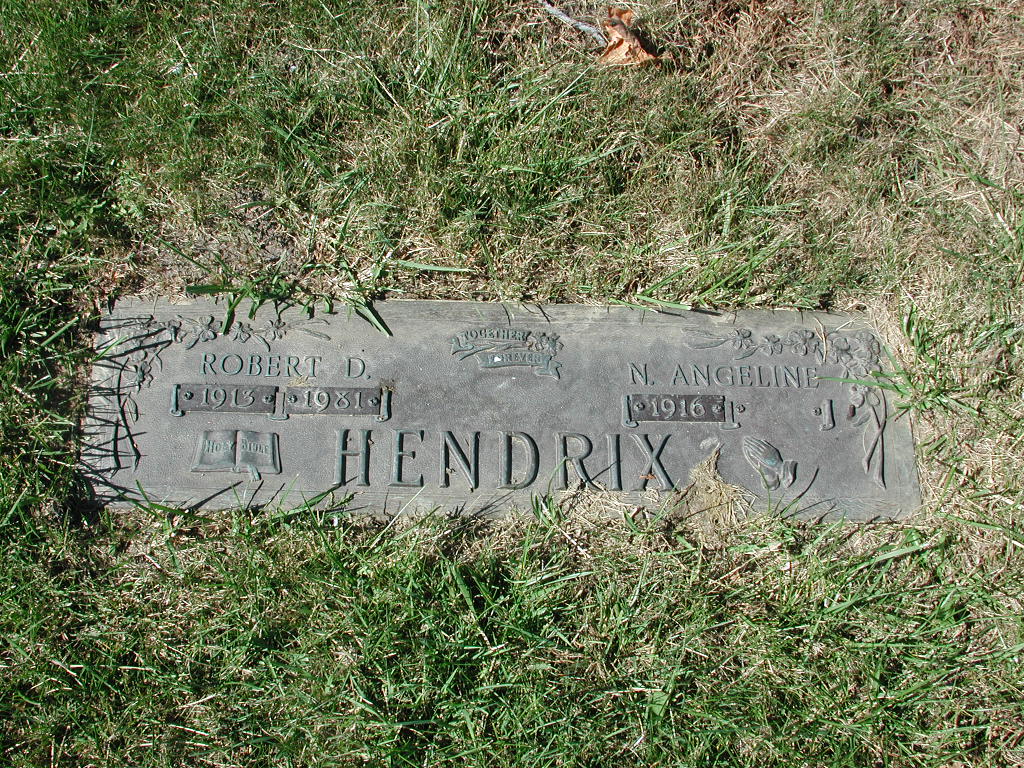 TOGETHER
FOREVER
ROBERT D.
N. ANGELINE
1913 1981
1916
HOLY BIBLE
HENDRIX